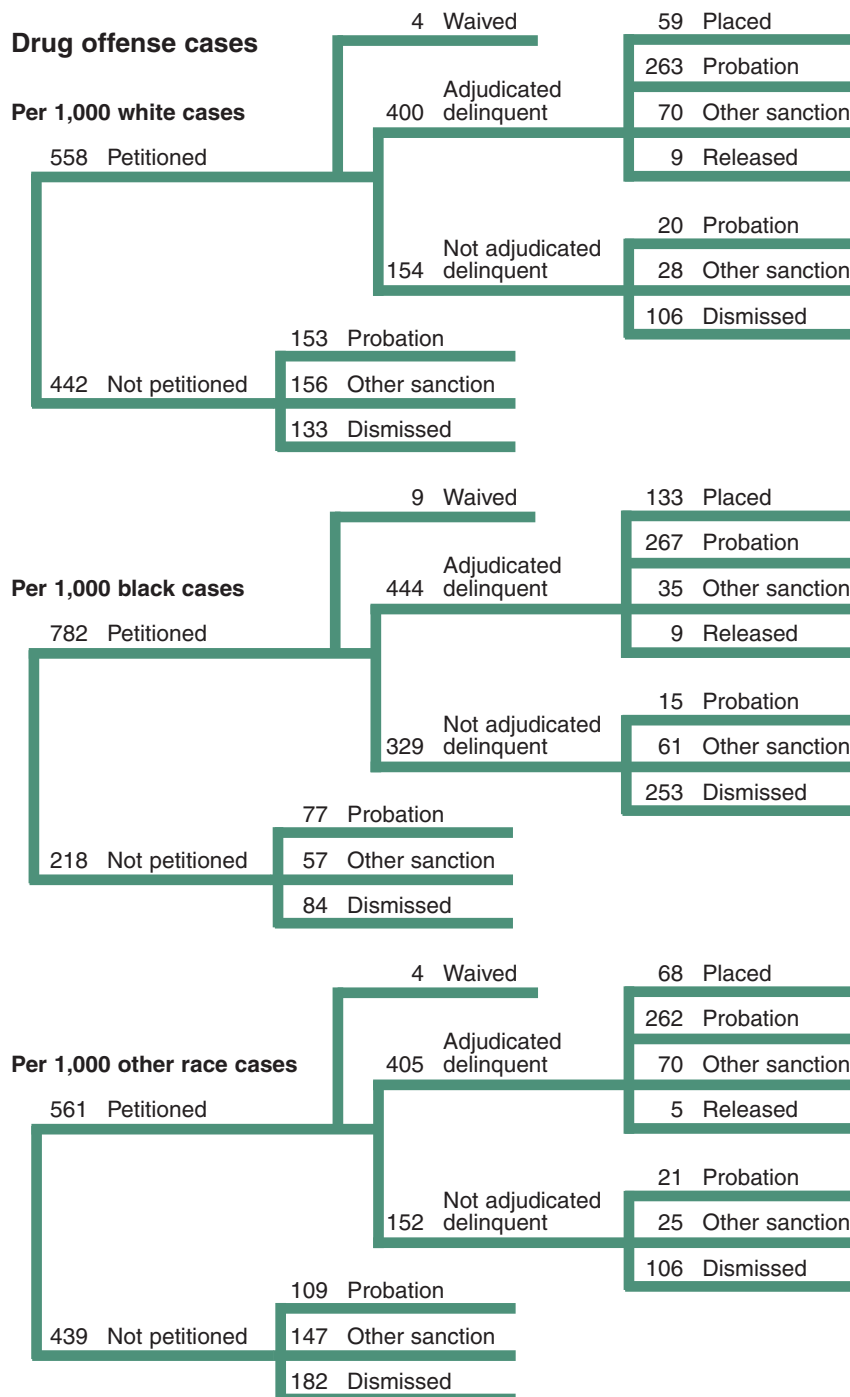 4 Waived
59 Placed
Drug offense cases
263 Probation
Adjudicated
400 delinquent
Per 1,000 white cases
70 Other sanction
558 Petitioned
9 Released
20 Probation
Not adjudicated
154 delinquent
28 Other sanction
106 Dismissed
153 Probation
442 Not petitioned
156 Other sanction
133 Dismissed
9 Waived
133 Placed
267 Probation
Adjudicated
444 delinquent
Per 1,000 black cases
35 Other sanction
782 Petitioned
9 Released
15 Probation
Not adjudicated
329 delinquent
61 Other sanction
253 Dismissed
77 Probation
218 Not petitioned
57 Other sanction
84 Dismissed
4 Waived
68 Placed
262 Probation
Adjudicated
405 delinquent
Per 1,000 other race cases
70 Other sanction
561 Petitioned
5 Released
21 Probation
Not adjudicated
152 delinquent
25 Other sanction
106 Dismissed
109 Probation
439 Not petitioned
147 Other sanction
182 Dismissed